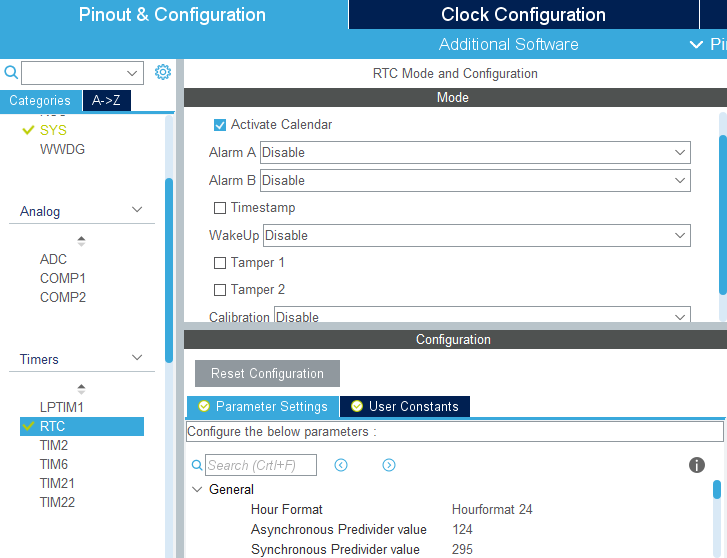 Pinout & Configuration
Clock Configuration
Additional Software
Pi
Categories
A->Z
SYS
WWDG
Analog
ADC
COMP1
COMP2
Timers
LPTIM1
RTC
TIM2
TIM6
TIM21
TIM22
RTC Mode and Configuration
Mode
Activate Calendar
Alarm A Disable
Alarm B Disable
Timestamp
WakeUp Disable
Tamper 1
Tamper 2
Calibration Disable
Configuration
Reset Configuration
Parameter Settings
User Constants
Configure the below parameters :
Search (Crtl+F)
General
Hour Format Hourformat 24
Asynchronous Predivider value 124
Synchronous Predivider value 295